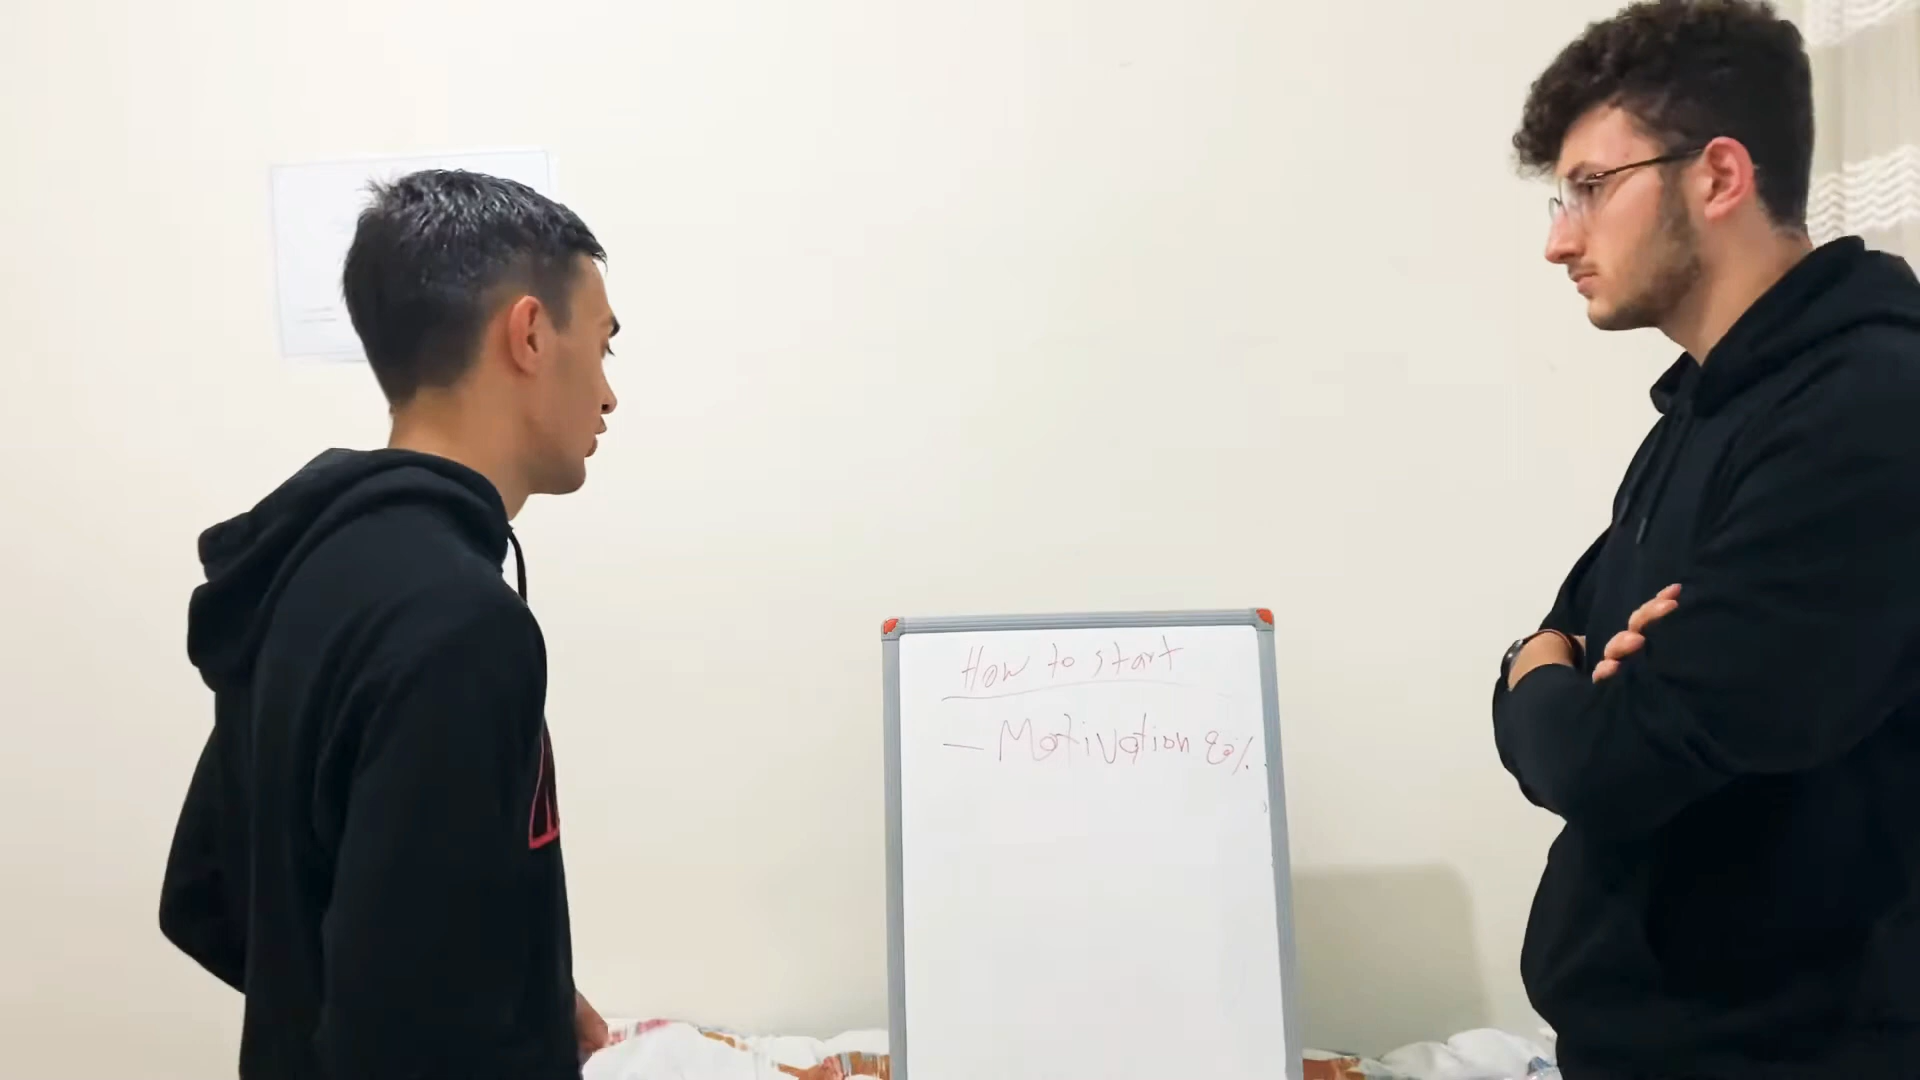 How to start
— Motivation 80%